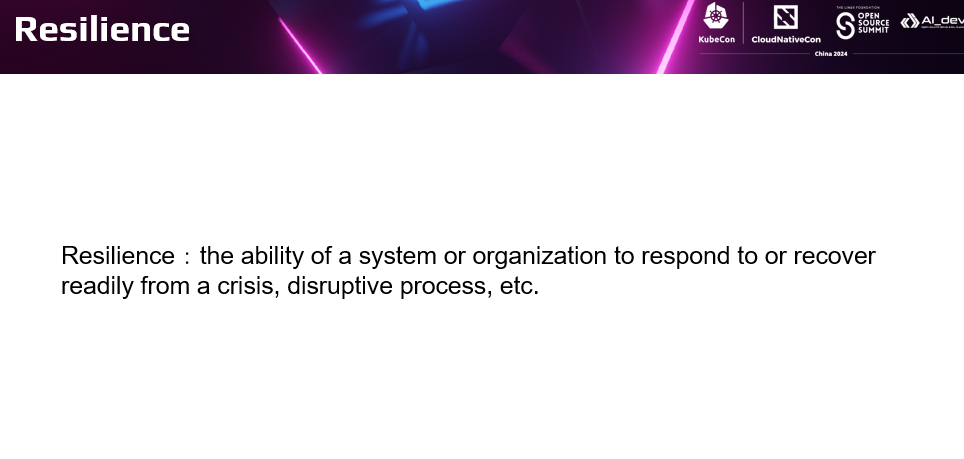 Resilience
KubeCon
CloudNativeCon
THE LINUX FOUNDATION
OPEN
SOURCE
SUMMIT
AI_dev
China 2024
Resilience：the ability of a system or organization to respond to or recover
readily from a crisis, disruptive process, etc.